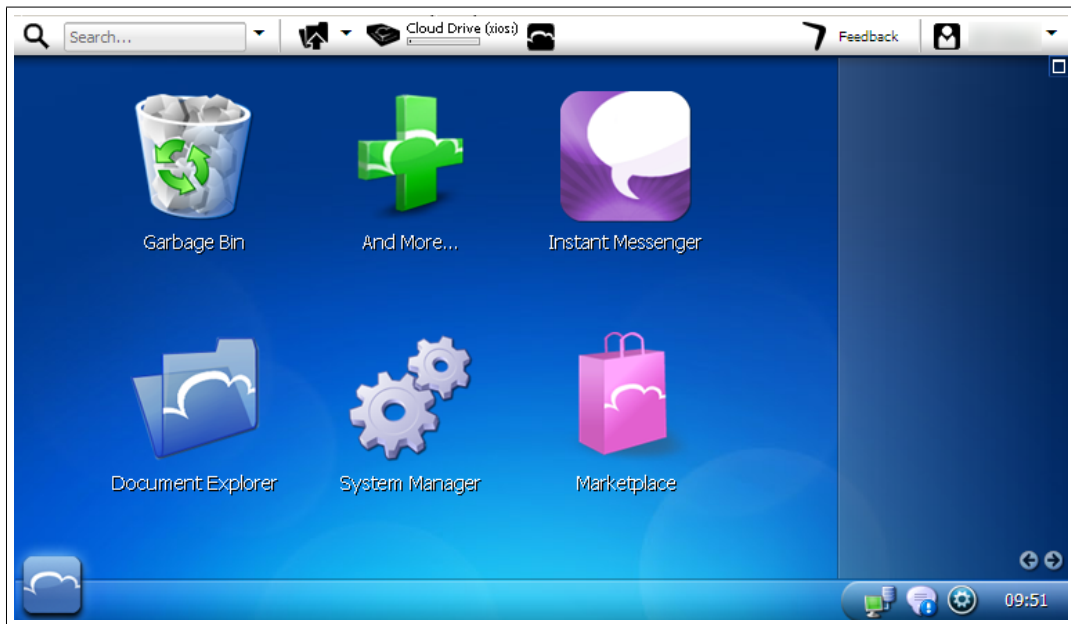 Search...
Cloud Drive (xios:)
Feedback
Garbage Bin
And More...
Instant Messenger
Document Explorer
System Manager
Marketplace
09:51